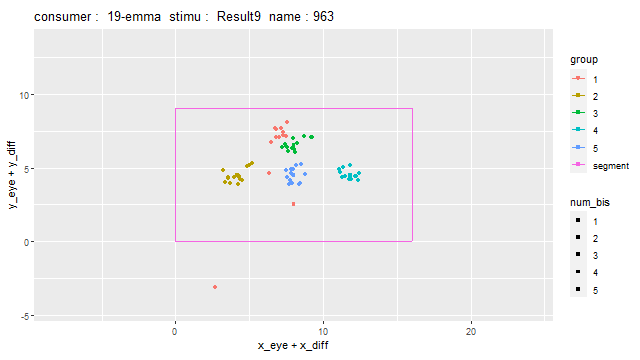 consumer :  19-emma  stimu :  Result9  name : 963
y_eye + y_diff
10
5
0
-5
0
10
20
x_eye + x_diff
group
1
2
3
4
5
segment
num_bis
1
2
3
4
5